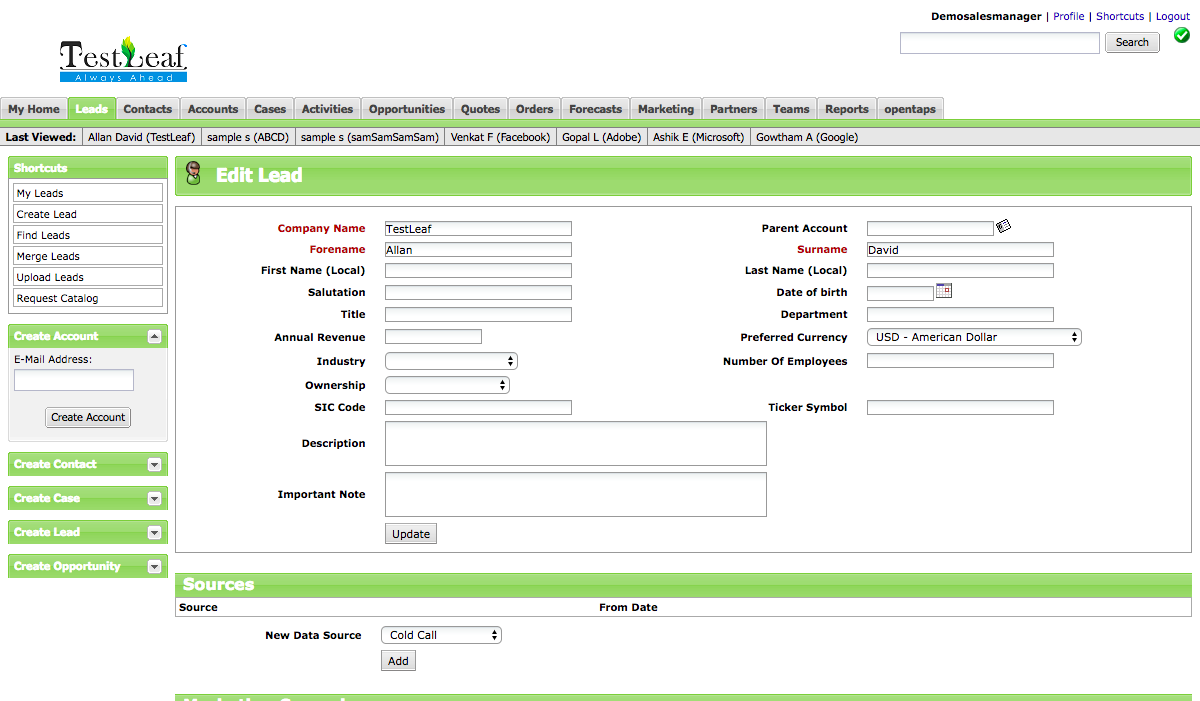 Demosalesmanager | Profile | Shortcuts | Logout
Search
TestLeaf
Always Ahead
My Home Leads Contacts Accounts Cases Activities Opportunities Quotes Orders Forecasts Marketing Partners Teams Reports opentaps
Last Viewed: Allan David (TestLeaf) sample s (ABCD) sample s (samSamSamSam) Venkat F (Facebook) Gopal L (Adobe) Ashik E (Microsoft) Gowtham A (Google)
Shortcuts
My Leads
Create Lead
Find Leads
Merge Leads
Upload Leads
Request Catalog
Create Account
E-Mail Address:
Create Account
Create Contact
Create Case
Create Lead
Create Opportunity
Edit Lead
Company Name TestLeaf Parent Account
Forename Allan Surname David
First Name (Local) Last Name (Local)
Salutation Date of birth
Title Department
Annual Revenue Preferred Currency USD - American Dollar
Industry Number Of Employees
Ownership
SIC Code Ticker Symbol
Description
Important Note
Update
Sources
Source From Date
New Data Source Cold Call
Add